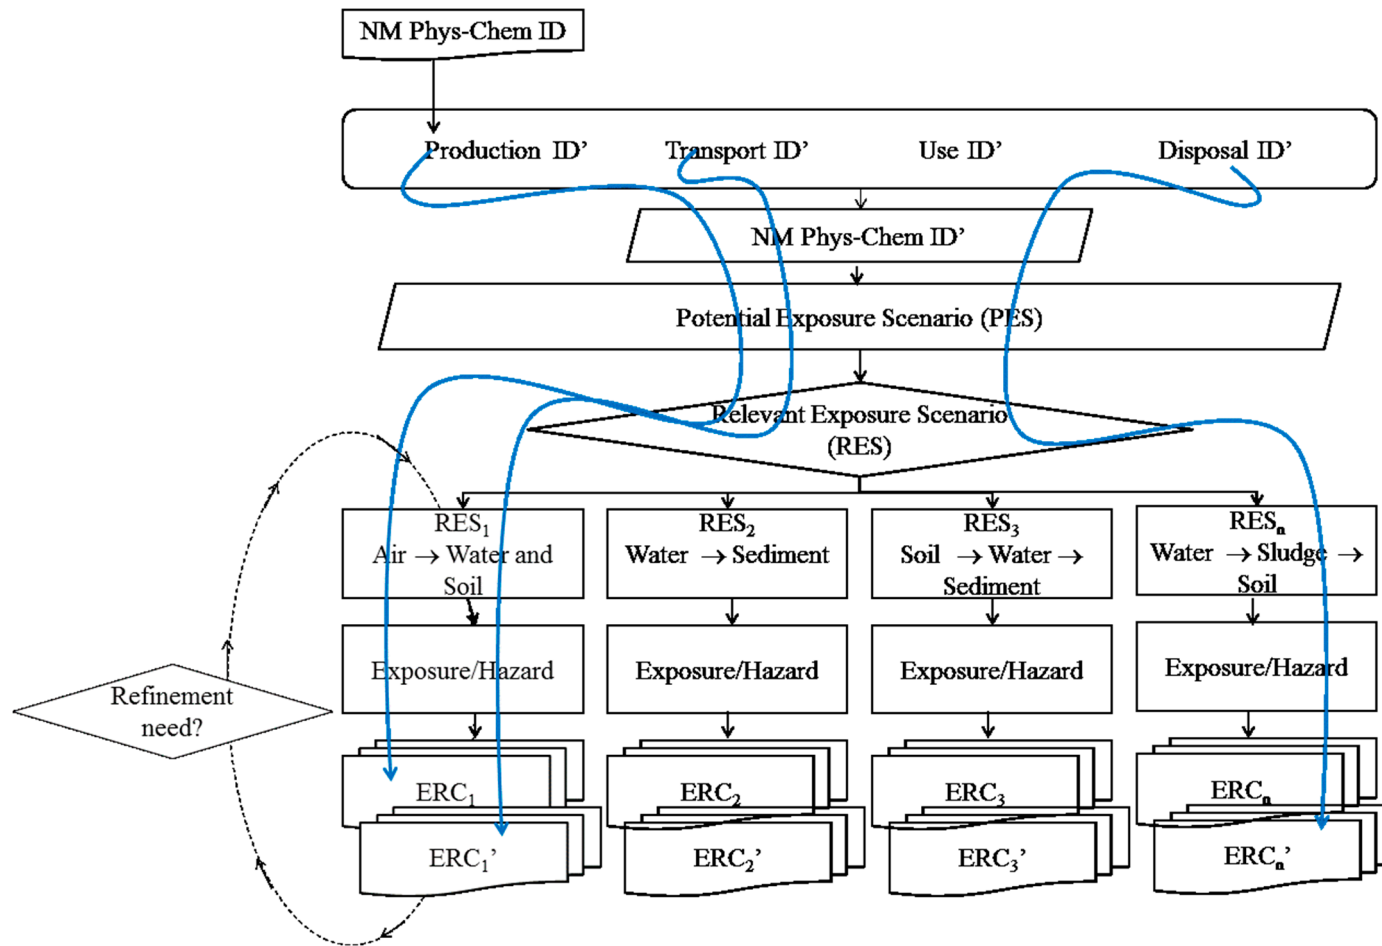 NM Phys-Chem ID
Production ID’ Transport ID’ Use ID’ Disposal ID’
NM Phys-Chem ID’
Potential Exposure Scenario (PES)
Relevant Exposure Scenario
(RES)
RES₁
Air → Water and
Soil
RES₂
Water → Sediment
RES₃
Soil → Water →
Sediment
RESₙ
Water → Sludge →
Soil
Exposure/Hazard
Exposure/Hazard
Exposure/Hazard
Exposure/Hazard
Refinement
need?
ERC₁
ERC₂
ERC₃
ERCₙ
ERC₁’
ERC₂’
ERC₃’
ERCₙ’